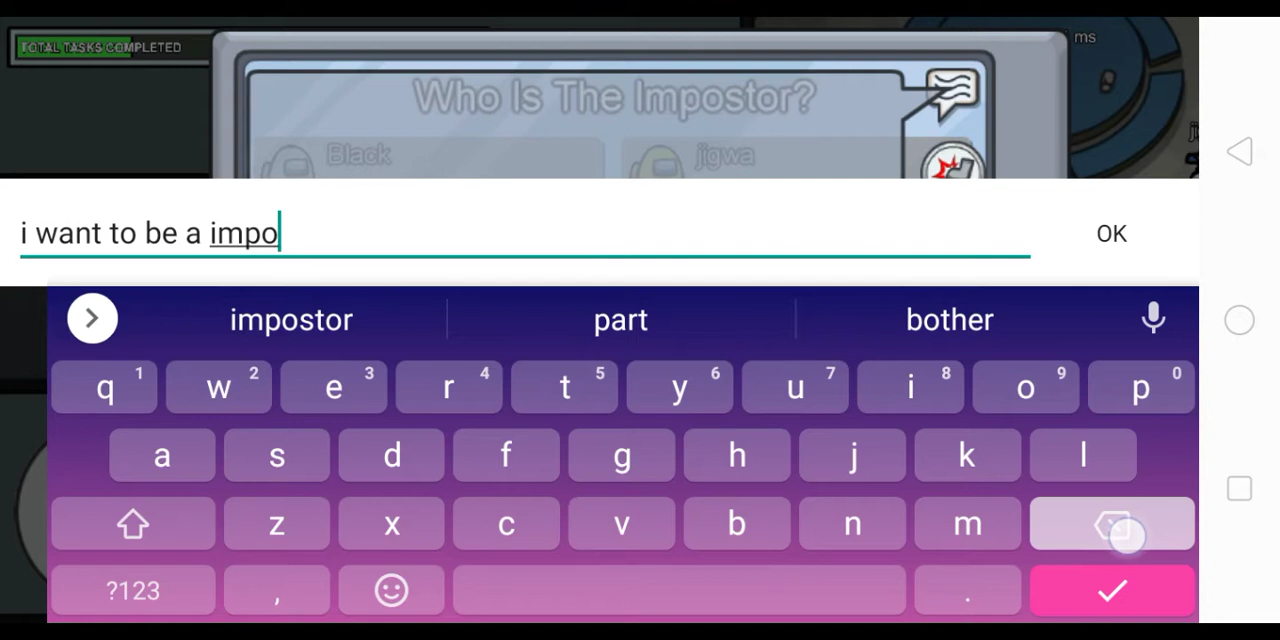 TOTAL TASKS COMPLETED
ms
Who Is The Impostor?
Black
jigwa
i want to be a impo
OK
impostor part bother
q 1 w 2 e 3 r 4 t 5 y 6 u 7 i 8 o 9 p 0
a s d f g h j k l
z x c v b n m
?123 , .